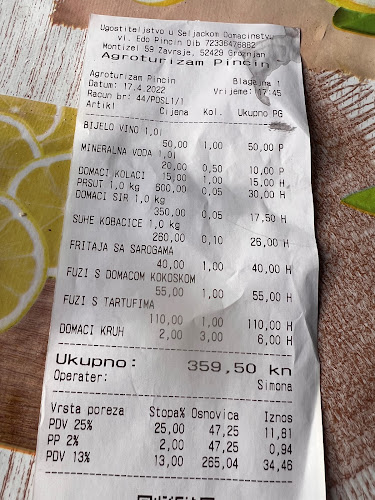 Ugostiteljstvo u Seljackom Domacinstvu
vl. Edo Pincin Oib 72336476862
Montizel 59 Zavrsje, 52429 Groznjan
Agroturizam Pincin
Agroturizam Pincin Blagajna 1
Datum: 17.4.2022 Vrijeme: 17:45
Racun br: 44/POSL1/1
Artikl Cijena Kol. Ukupno PG
BIJELO VINO 1,0l
50,00 1,00 50,00 P
MINERALNA VODA 1,0l
20,00 0,50 10,00 P
DOMACI KOLACI 15,00 1,00 15,00 H
PRSUT 1,0 kg 600,00 0,05 30,00 H
DOMACI SIR 1,0 kg
350,00 0,05 17,50 H
SUHE KOBACICE 1,0 kg
260,00 0,10 26,00 H
FRITAJA SA SAROGAMA
40,00 1,00 40,00 H
FUZI S DOMACOM KOKOSKOM
55,00 1,00 55,00 H
FUZI S TARTUFIMA
110,00 1,00 110,00 H
DOMACI KRUH 2,00 3,00 6,00 H
Ukupno: 359,50 kn
Operater: Simona
Vrsta poreza Stopa% Osnovica Iznos
PDV 25% 25,00 47,25 11,81
PP 2% 2,00 47,25 0,94
PDV 13% 13,00 265,04 34,46